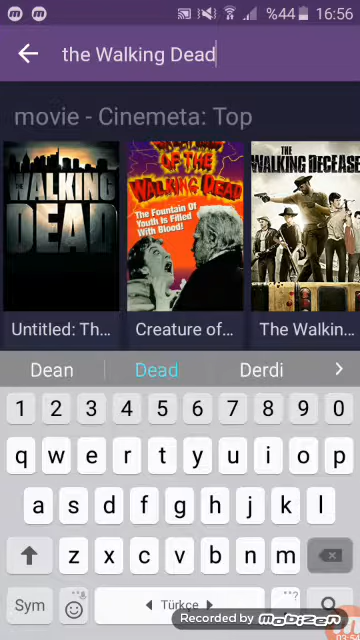 %44 16:56
the Walking Dead
movie - Cinemeta: Top
WALKING
DEAD
OF THE
WALKING DEAD
The Fountain Of
Youth Is Filled
With Blood!
THE
WALKING DECEASED
Untitled: Th...
Creature of...
The Walkin...
Dean Dead Derdi
1 2 3 4 5 6 7 8 9 0
q w e r t y u i o p
a s d f g h j k l
z x c v b n m
Sym Türkçe
Recorded by mobizen